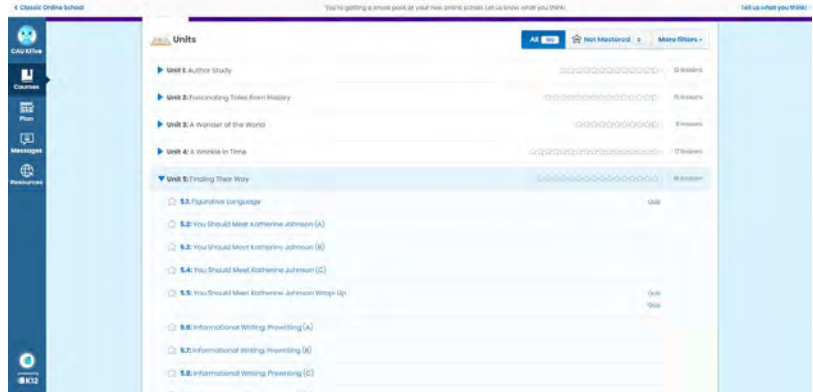 < Classic Online School
You're getting a sneak peek at your new online school. Let us know what you think!
Tell us what you think!
CAU K5Five
Courses
Plan
Messages
Resources
K12
Units
All
Not Mastered 0
More filters
Unit 1: Author Study
12 lessons
Unit 2: Fascinating Tales from History
15 lessons
Unit 3: A Wonder of the World
lessons
Unit 4: A Wrinkle in Time
17 lessons
Unit 5: Finding Their Way
lessons
5.1: Figurative Language
Quiz
5.2: You Should Meet Katherine Johnson (A)
5.3: You Should Meet Katherine Johnson (B)
5.4: You Should Meet Katherine Johnson (C)
5.5: You Should Meet Katherine Johnson Wrap-Up
Quiz
Quiz
5.6: Informational Writing: Prewriting (A)
5.7: Informational Writing: Prewriting (B)
5.8: Informational Writing: Prewriting (C)